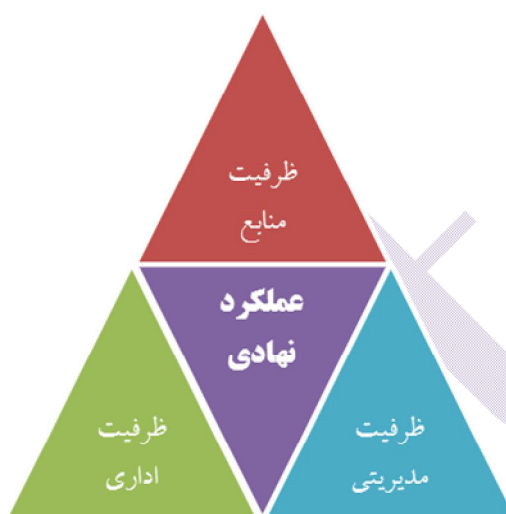 ظرفیت
منابع
عملکرد
نهادی
ظرفیت
مدیریتی
ظرفیت
اداری